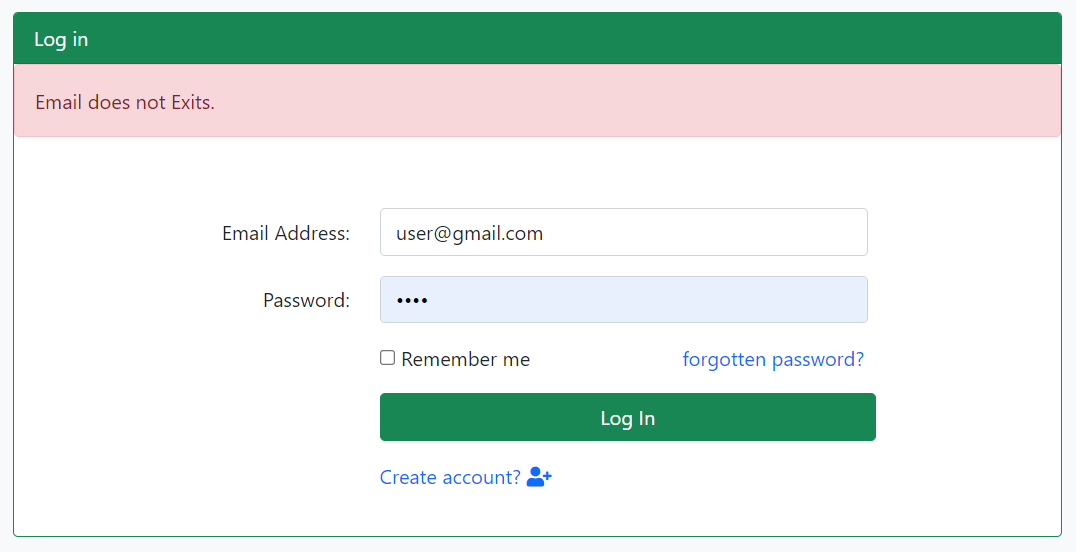 Log in
Email does not Exits.
Email Address: user@gmail.com
Password: ••••
Remember me forgotten password?
Log In
Create account?